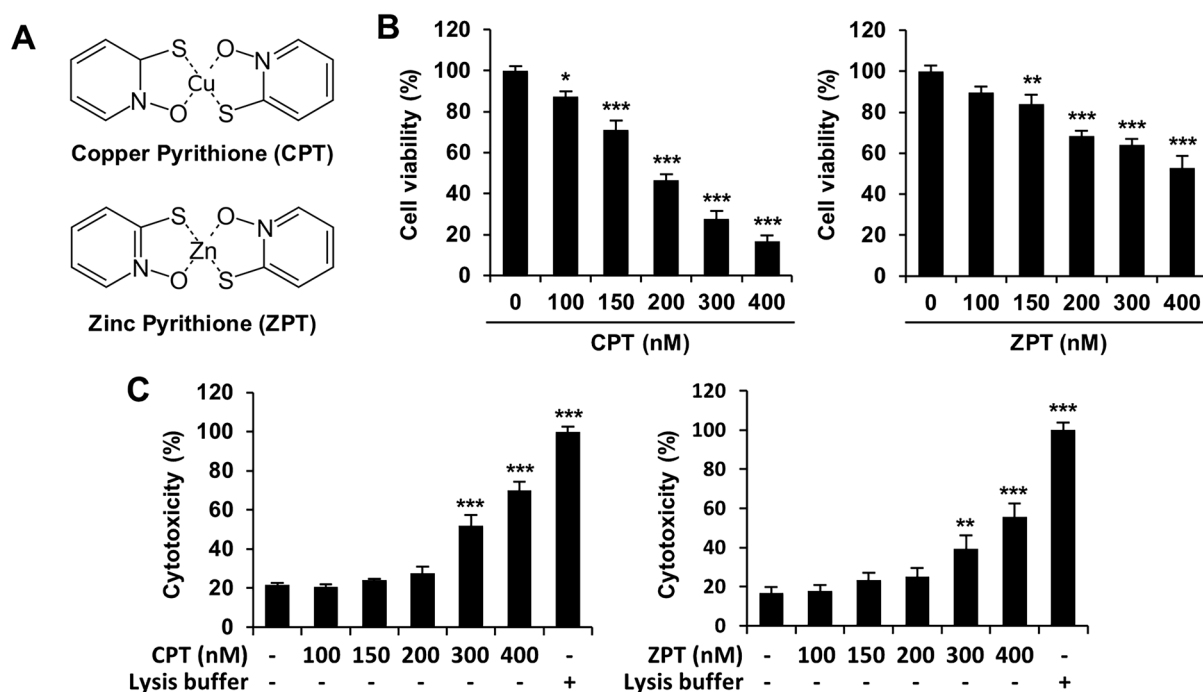 A
S O N
Cu
N O S
Copper Pyrithione (CPT)
S O N
Zn
N O S
Zinc Pyrithione (ZPT)
B
Cell viability (%)
120
100
80
60
40
20
0
* *** *** *** ***
0 100 150 200 300 400
CPT (nM)
Cell viability (%)
120
100
80
60
40
20
0
** *** *** ***
0 100 150 200 300 400
ZPT (nM)
C
Cytotoxicity (%)
120
100
80
60
40
20
0
*** *** ***
CPT (nM) - 100 150 200 300 400 -
Lysis buffer - - - - - - +
Cytotoxicity (%)
120
100
80
60
40
20
0
** *** ***
ZPT (nM) - 100 150 200 300 400 -
Lysis buffer - - - - - - +